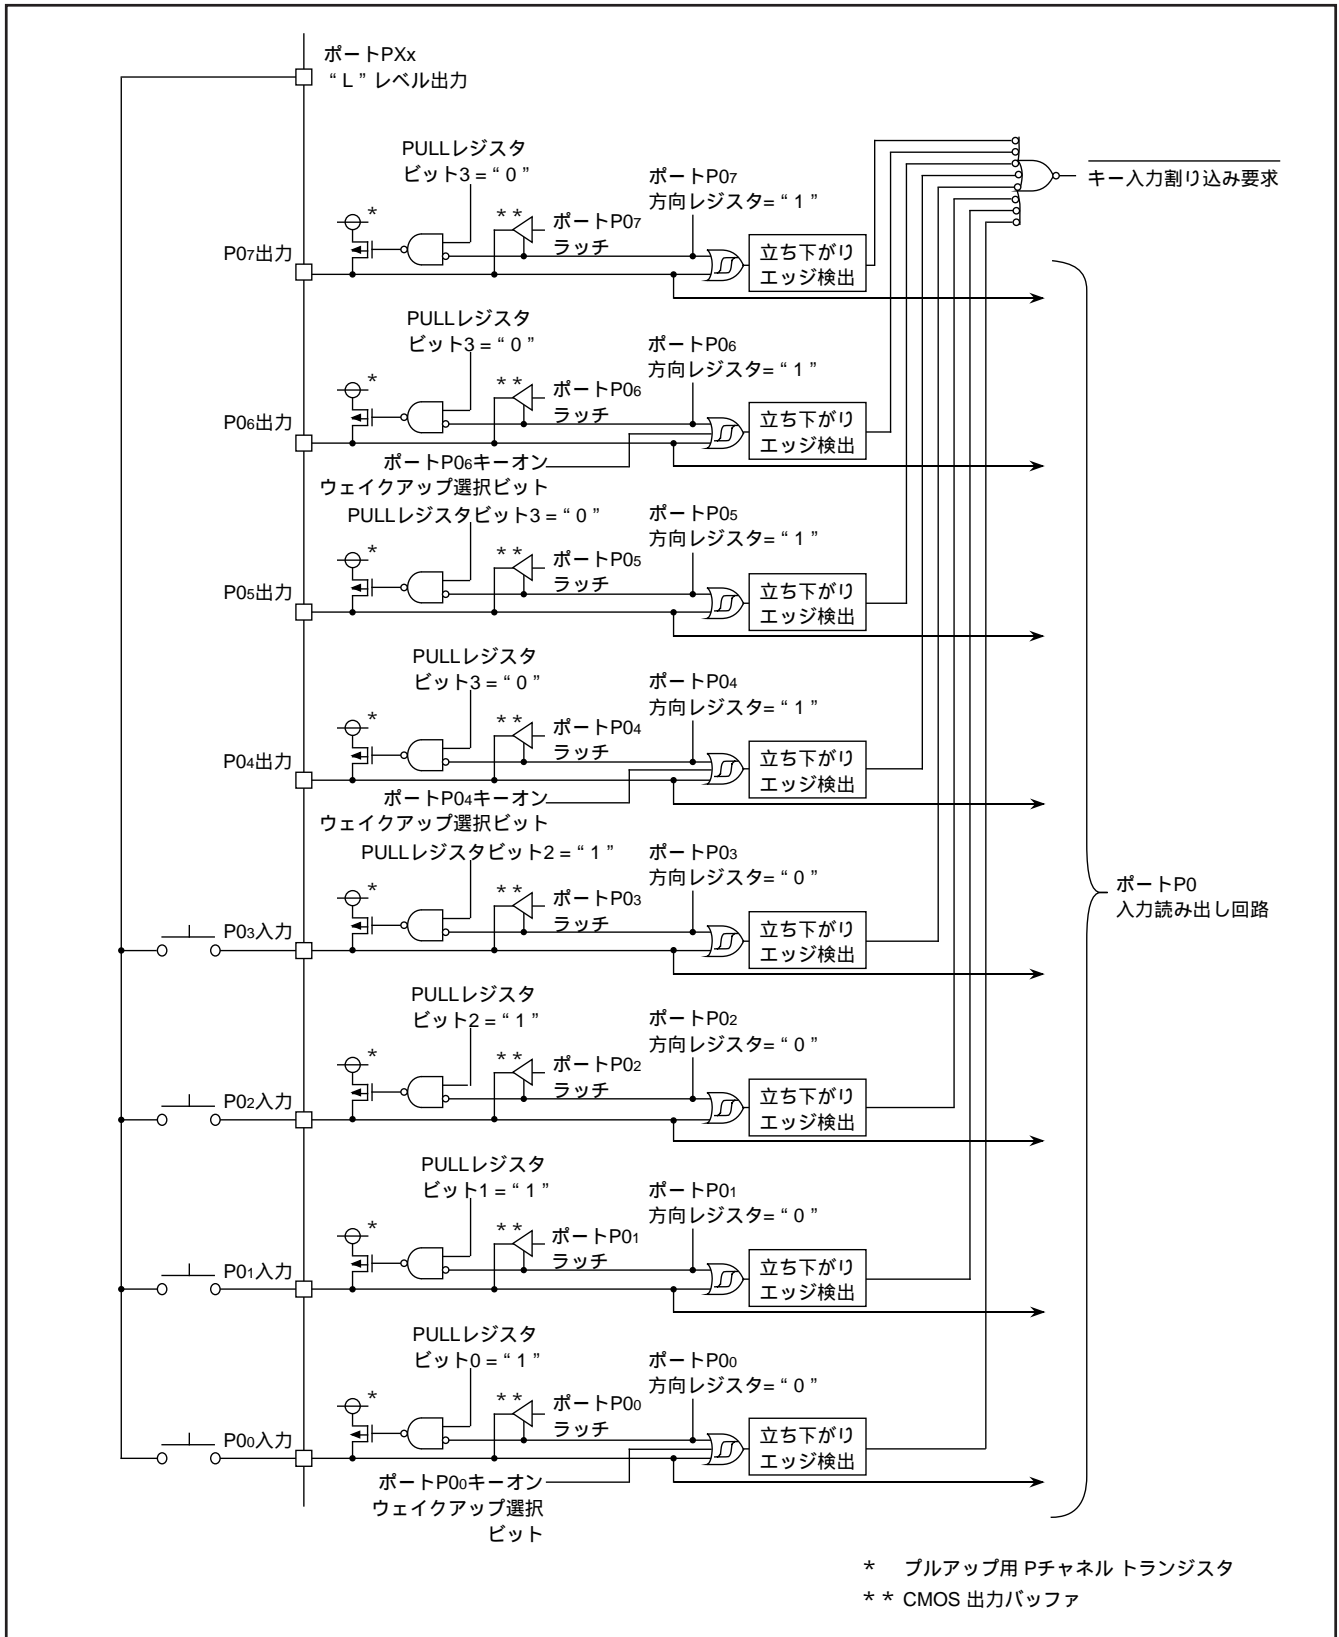 ポートPXx
“L”レベル出力
PULLレジスタ
ビット3 = “0”
*
**
ポートP07
ラッチ
ポートP07
方向レジスタ= “1”
P07出力
立ち下がり
エッジ検出
キー入力割り込み要求
PULLレジスタ
ビット3 = “0”
*
**
ポートP06
ラッチ
ポートP06
方向レジスタ= “1”
P06出力
立ち下がり
エッジ検出
ポートP06キーオン
ウェイクアップ選択ビット
PULLレジスタビット3 = “0”
*
**
ポートP05
ラッチ
ポートP05
方向レジスタ= “1”
P05出力
立ち下がり
エッジ検出
PULLレジスタ
ビット3 = “0”
*
**
ポートP04
ラッチ
ポートP04
方向レジスタ= “1”
P04出力
立ち下がり
エッジ検出
ポートP04キーオン
ウェイクアップ選択ビット
PULLレジスタビット2 = “1”
*
**
ポートP03
ラッチ
ポートP03
方向レジスタ= “0”
P03入力
立ち下がり
エッジ検出
ポートP0
入力読み出し回路
PULLレジスタ
ビット2 = “1”
*
**
ポートP02
ラッチ
ポートP02
方向レジスタ= “0”
P02入力
立ち下がり
エッジ検出
PULLレジスタ
ビット1 = “1”
*
**
ポートP01
ラッチ
ポートP01
方向レジスタ= “0”
P01入力
立ち下がり
エッジ検出
PULLレジスタ
ビット0 = “1”
*
**
ポートP00
ラッチ
ポートP00
方向レジスタ= “0”
P00入力
立ち下がり
エッジ検出
ポートP00キーオン
ウェイクアップ選択
ビット
* プルアップ用 Pチャネル トランジスタ
** CMOS 出力バッファ